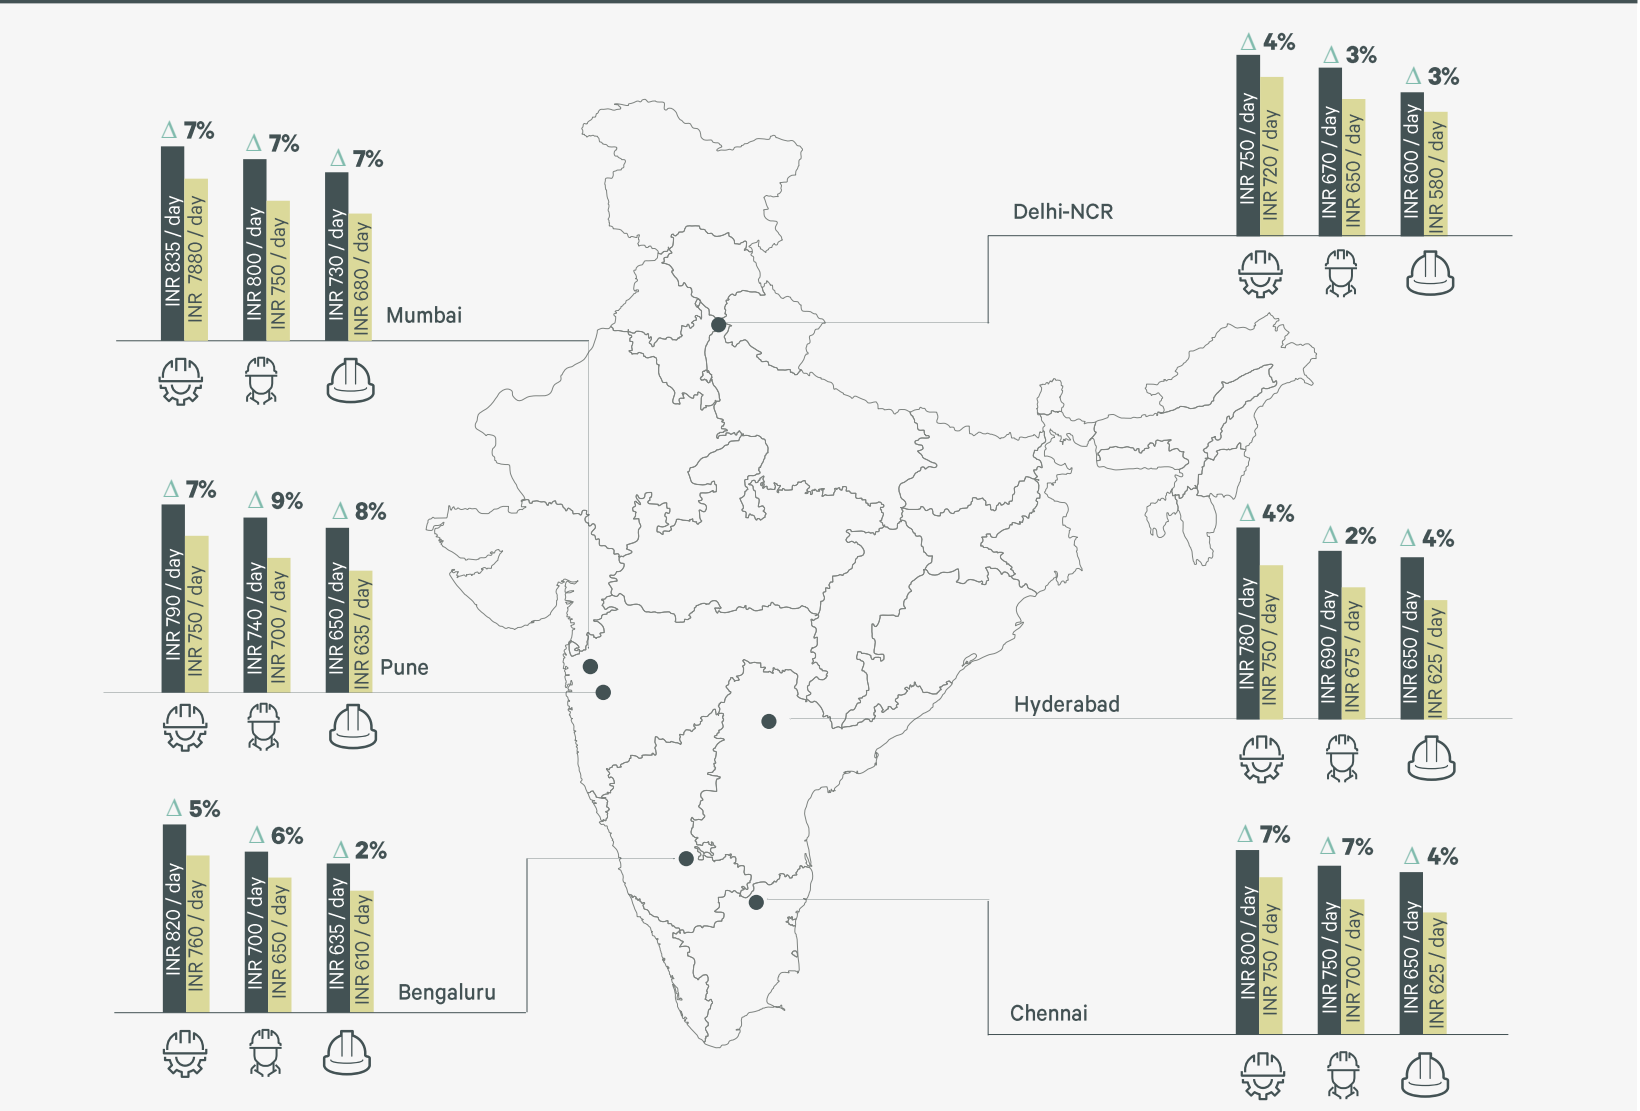 Δ 7%
Δ 7%
Δ 7%
INR 835 / day
INR 7880 / day
INR 800 / day
INR 750 / day
INR 730 / day
INR 680 / day
Mumbai
Δ 4%
Δ 3%
Δ 3%
INR 750 / day
INR 720 / day
INR 670 / day
INR 650 / day
INR 600 / day
INR 580 / day
Delhi-NCR
Δ 7%
Δ 9%
Δ 8%
INR 790 / day
INR 750 / day
INR 740 / day
INR 700 / day
INR 650 / day
INR 635 / day
Pune
Δ 4%
Δ 2%
Δ 4%
INR 780 / day
INR 750 / day
INR 690 / day
INR 675 / day
INR 650 / day
INR 625 / day
Hyderabad
Δ 5%
Δ 6%
Δ 2%
INR 820 / day
INR 760 / day
INR 700 / day
INR 650 / day
INR 635 / day
INR 610 / day
Bengaluru
Δ 7%
Δ 7%
Δ 4%
INR 800 / day
INR 750 / day
INR 750 / day
INR 700 / day
INR 650 / day
INR 625 / day
Chennai